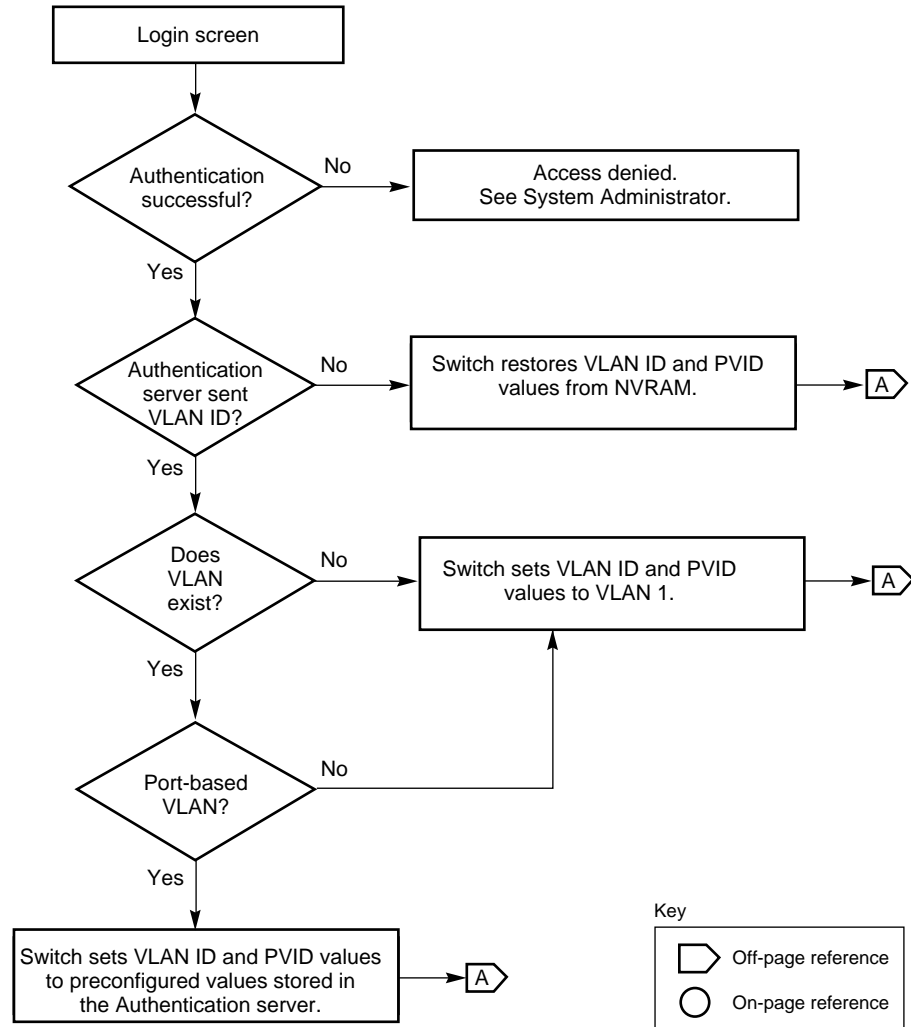 Login screen
Authentication
successful?
No
Access denied.
See System Administrator.
Yes
Authentication
server sent
VLAN ID?
No
Switch restores VLAN ID and PVID
values from NVRAM.
A
Yes
Does
VLAN
exist?
No
Switch sets VLAN ID and PVID
values to VLAN 1.
A
Yes
Port-based
VLAN?
No
Yes
Switch sets VLAN ID and PVID values
to preconfigured values stored in
the Authentication server.
A
Key
Off-page reference
On-page reference